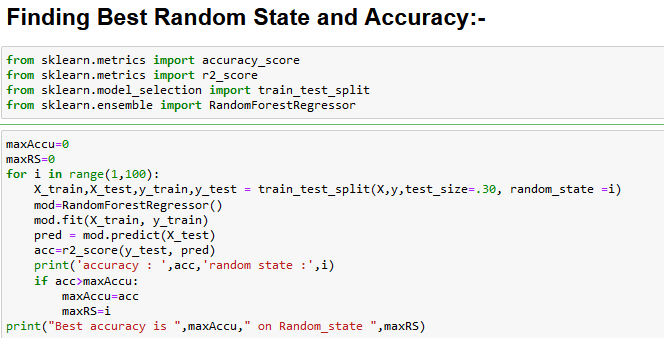 Finding Best Random State and Accuracy:-
from sklearn.metrics import accuracy_score
from sklearn.metrics import r2_score
from sklearn.model_selection import train_test_split
from sklearn.ensemble import RandomForestRegressor
maxAccu=0
maxRS=0
for i in range(1,100):
    X_train,X_test,y_train,y_test = train_test_split(X,y,test_size=.30, random_state =i)
    mod=RandomForestRegressor()
    mod.fit(X_train, y_train)
    pred = mod.predict(X_test)
    acc=r2_score(y_test, pred)
    print('accuracy : ',acc,'random state :',i)
    if acc>maxAccu:
        maxAccu=acc
        maxRS=i
print("Best accuracy is ",maxAccu," on Random_state ",maxRS)